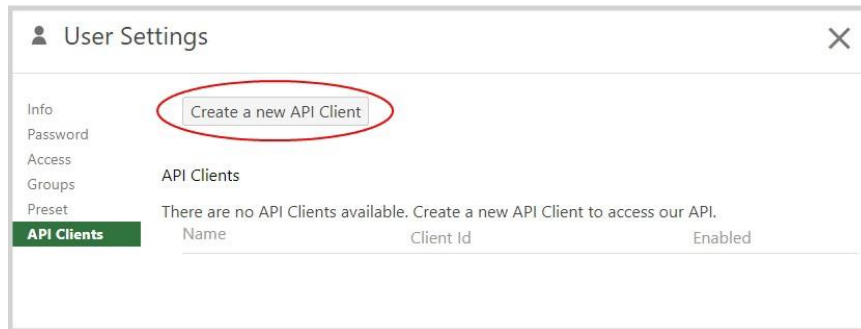 User Settings
Info
Password
Access
Groups
Preset
API Clients
Create a new API Client
API Clients
There are no API Clients available. Create a new API Client to access our API.
Name Client Id Enabled